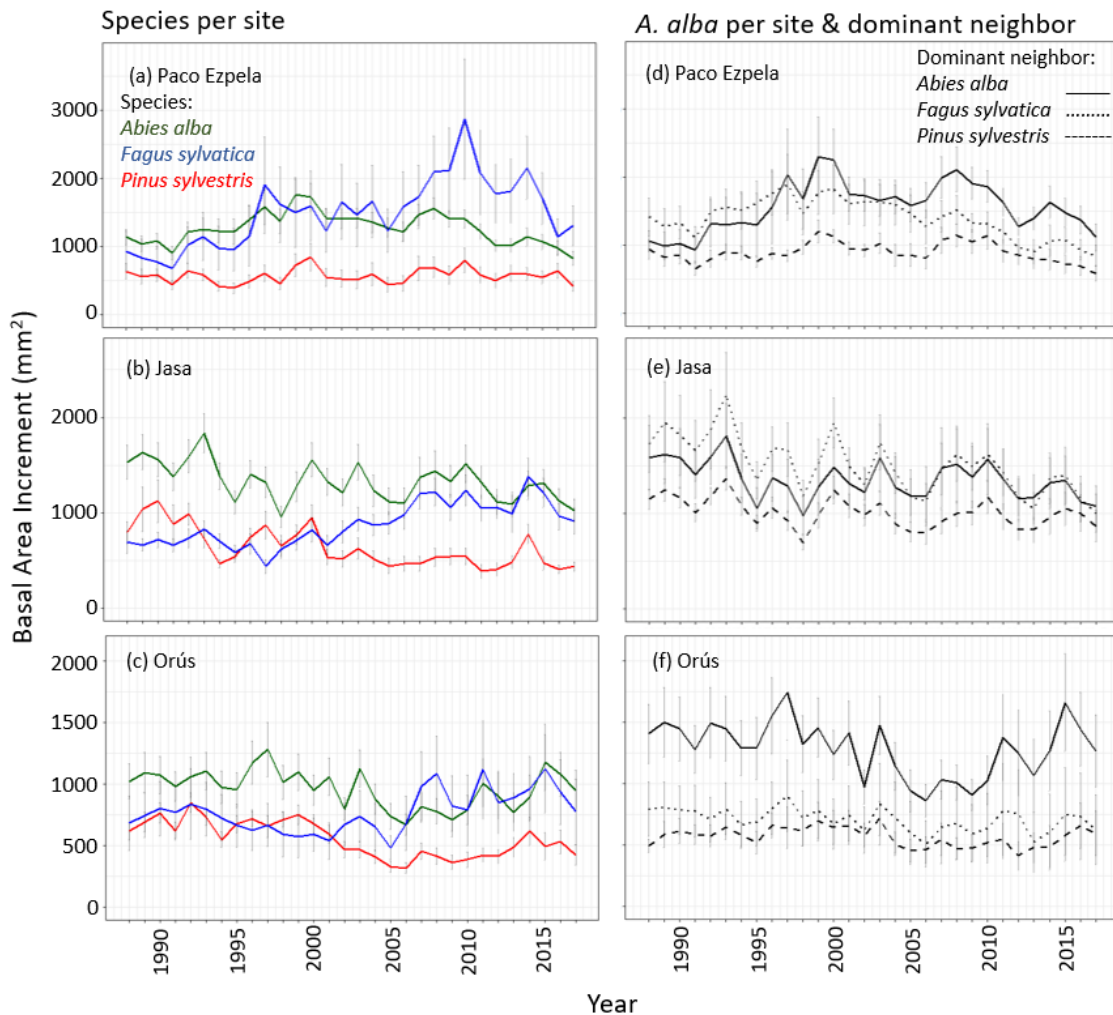 Species per site
A. alba per site & dominant neighbor
(a) Paco Ezpela
Species:
Abies alba
Fagus sylvatica
Pinus sylvestris
3000
2000
1000
0
(d) Paco Ezpela
Dominant neighbor:
Abies alba
Fagus sylvatica
Pinus sylvestris
Basal Area Increment (mm²)
(b) Jasa
2000
1000
0
(e) Jasa
(c) Orús
2000
1500
1000
500
0
(f) Orús
1990
1995
2000
2005
2010
2015
1990
1995
2000
2005
2010
2015
Year